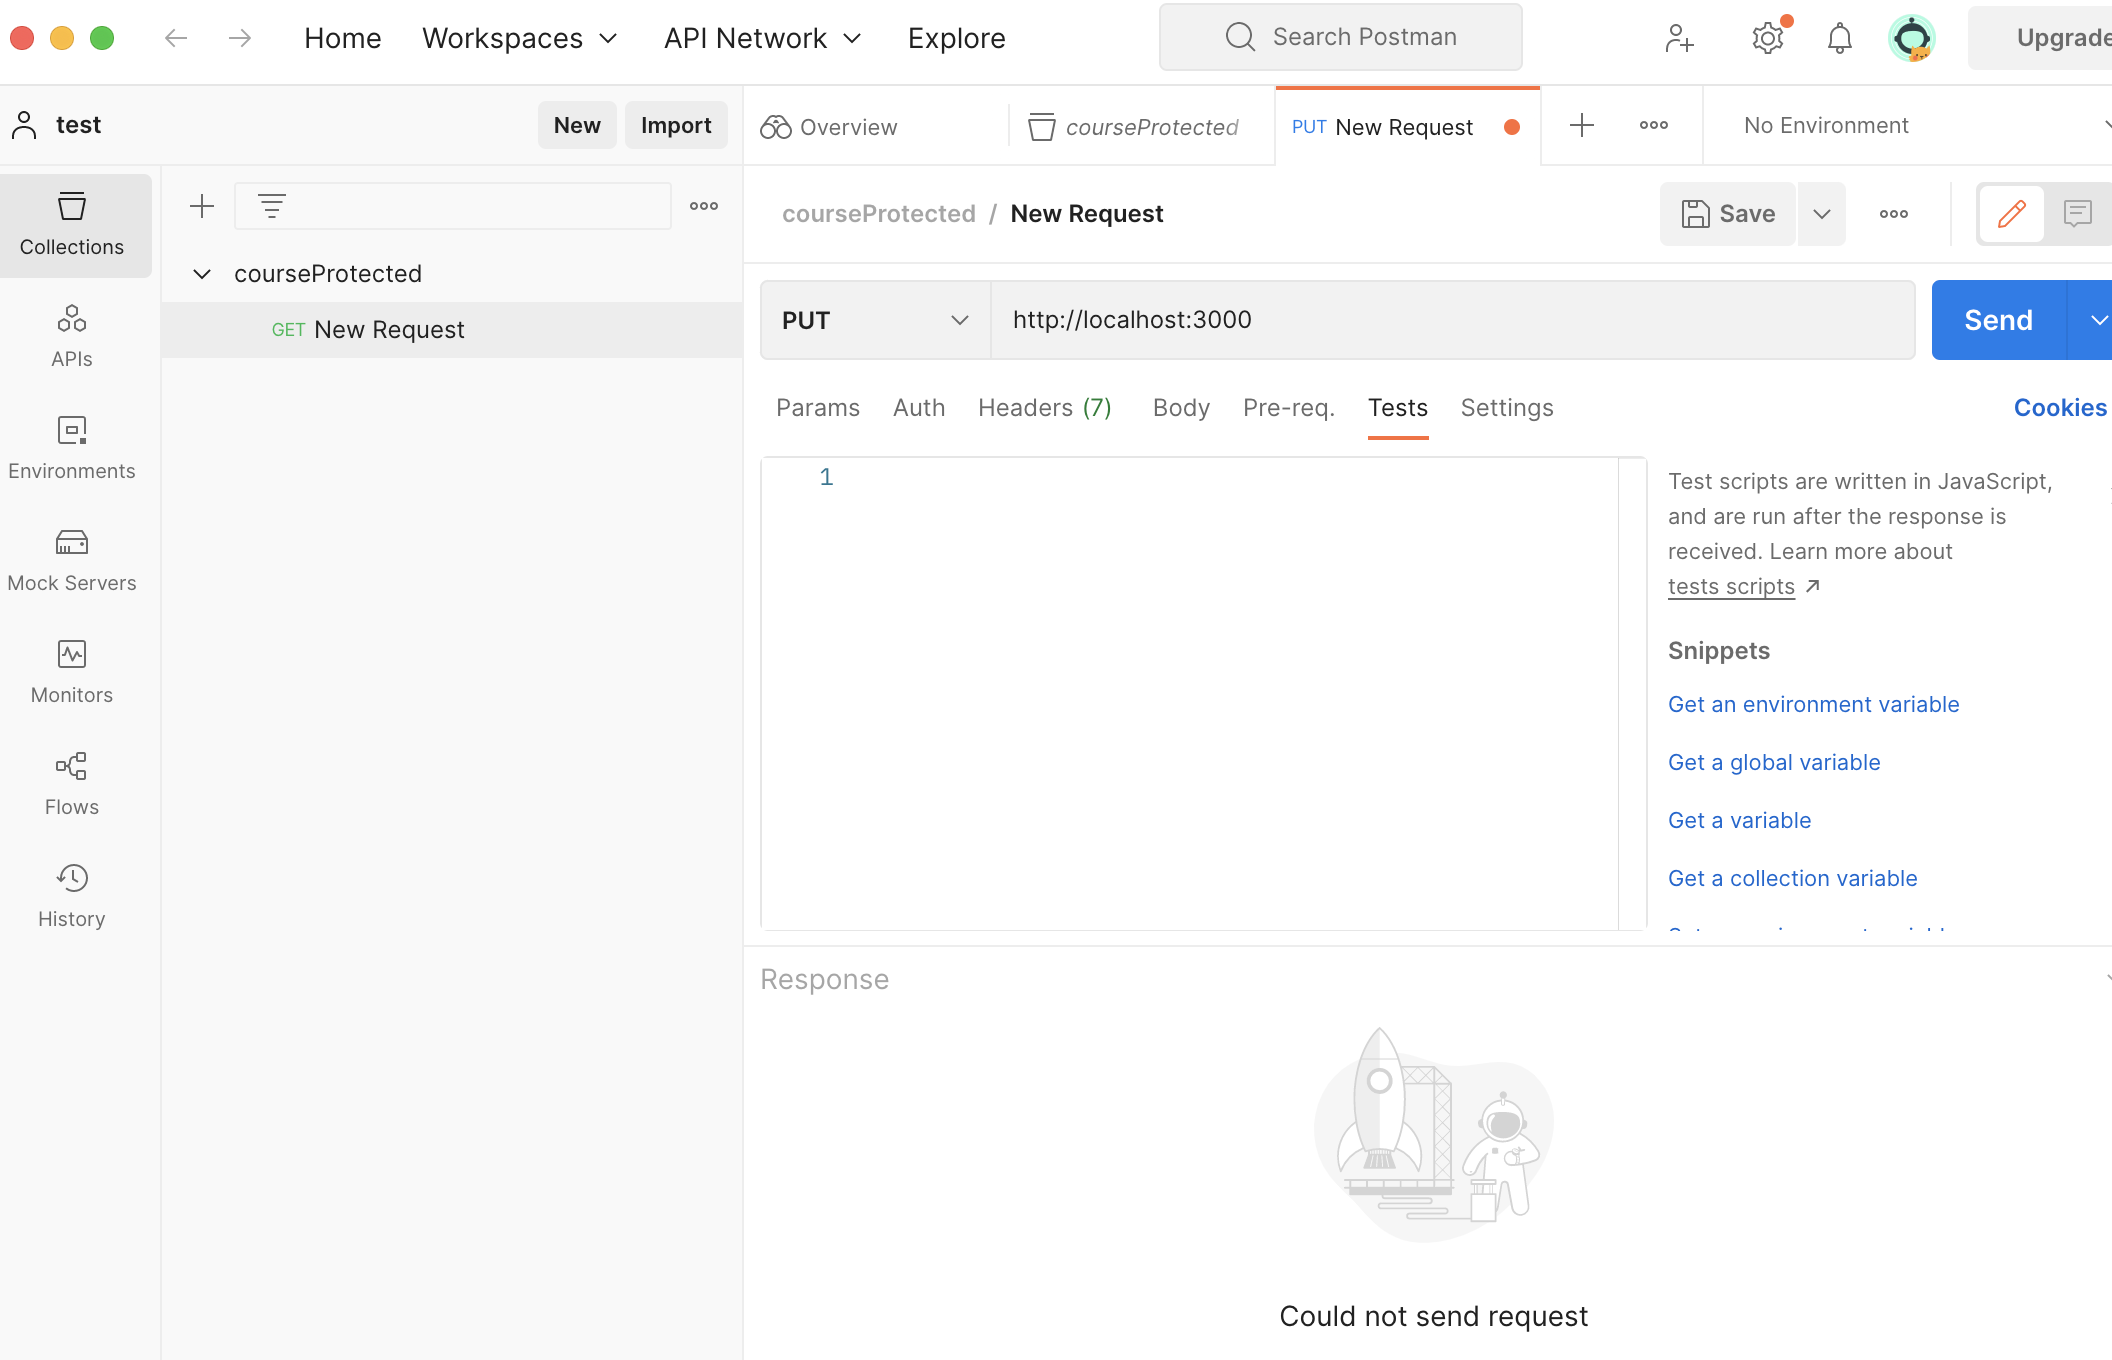 Home
Workspaces
API Network
Explore
Search Postman
Upgrade
test
New
Import
Overview
courseProtected
PUT New Request
No Environment
Collections
APIs
Environments
Mock Servers
Monitors
Flows
History
courseProtected
GET New Request
courseProtected / New Request
Save
PUT
http://localhost:3000
Send
Params
Auth
Headers (7)
Body
Pre-req.
Tests
Settings
Cookies
1
Test scripts are written in JavaScript,
and are run after the response is
received. Learn more about
tests scripts
Snippets
Get an environment variable
Get a global variable
Get a variable
Get a collection variable
Response
Could not send request